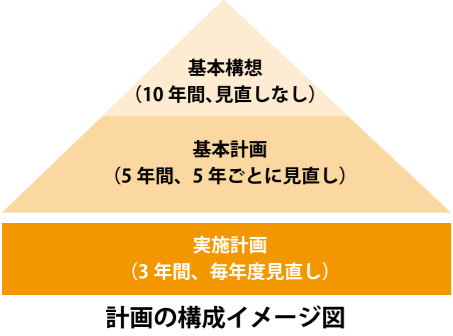 基本構想
（10 年間、見直しなし）
基本計画
（5 年間、5 年ごとに見直し）
実施計画
（3 年間、毎年度見直し）
計画の構成イメージ図